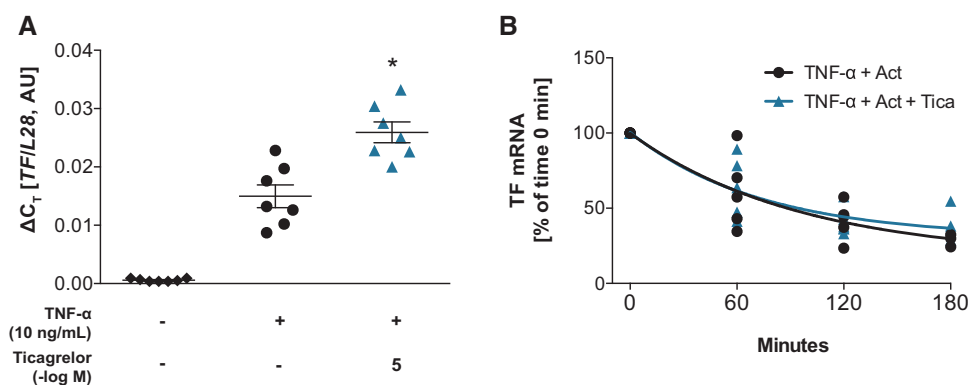 A
0.04
0.03
0.02
0.01
0.00
ΔCT [TF/L28, AU]
*
TNF-α
(10 ng/mL)
- + +
Ticagrelor
(-log M)
- - 5
B
150
100
50
0
TF mRNA
[% of time 0 min]
TNF-α + Act
TNF-α + Act + Tica
0 60 120 180
Minutes